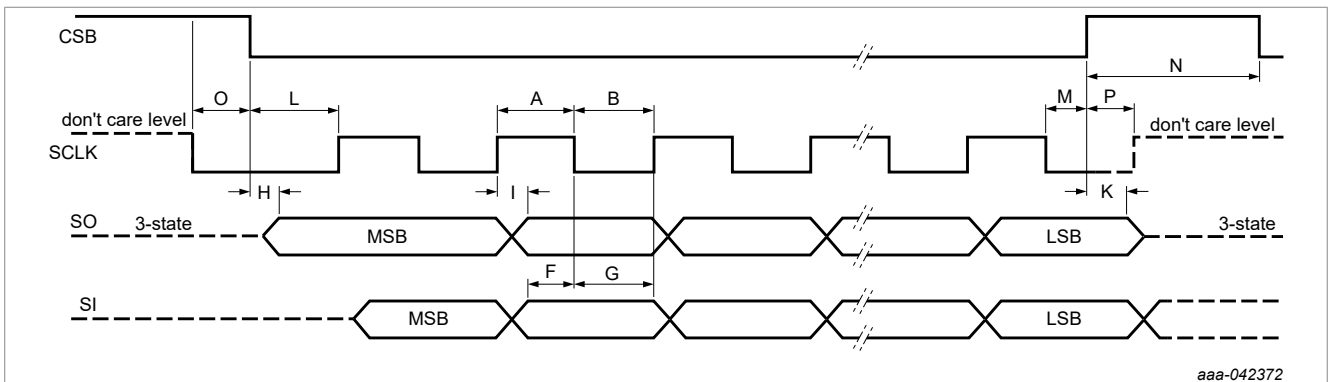 CSB
N
O L A B M P
don't care level don't care level
SCLK
H I K
SO 3-state MSB LSB 3-state
F G
SI
MSB LSB
aaa-042372